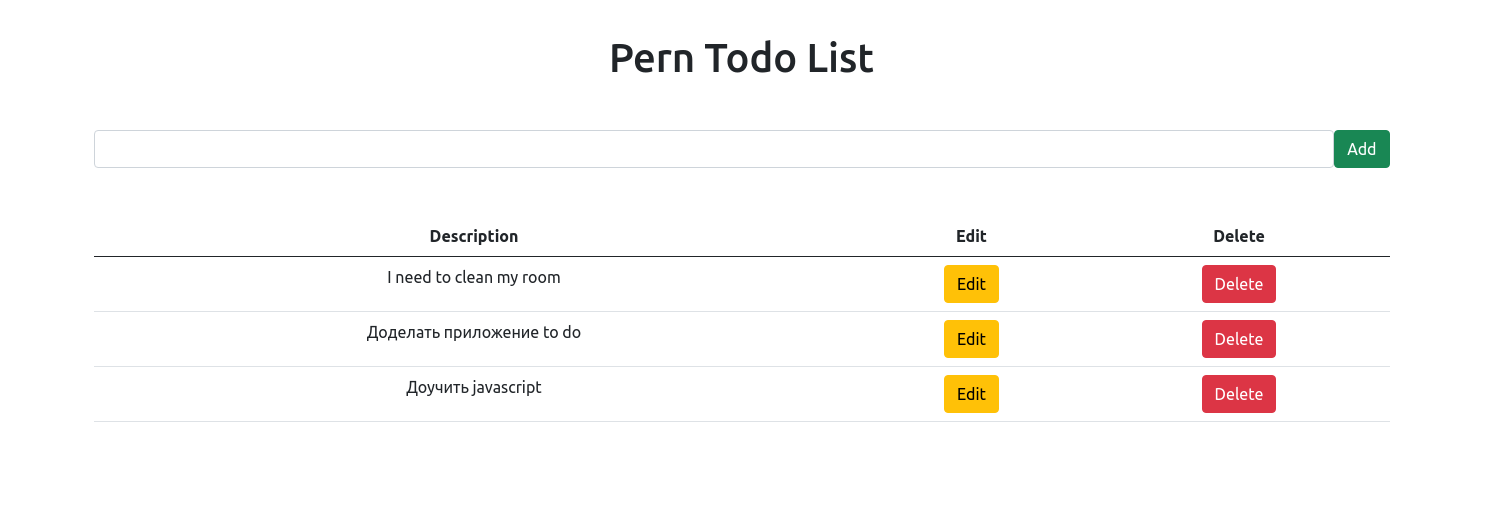 Pern Todo List
Add
Description Edit Delete
I need to clean my room Edit Delete
Доделать приложение to do Edit Delete
Доучить javascript Edit Delete